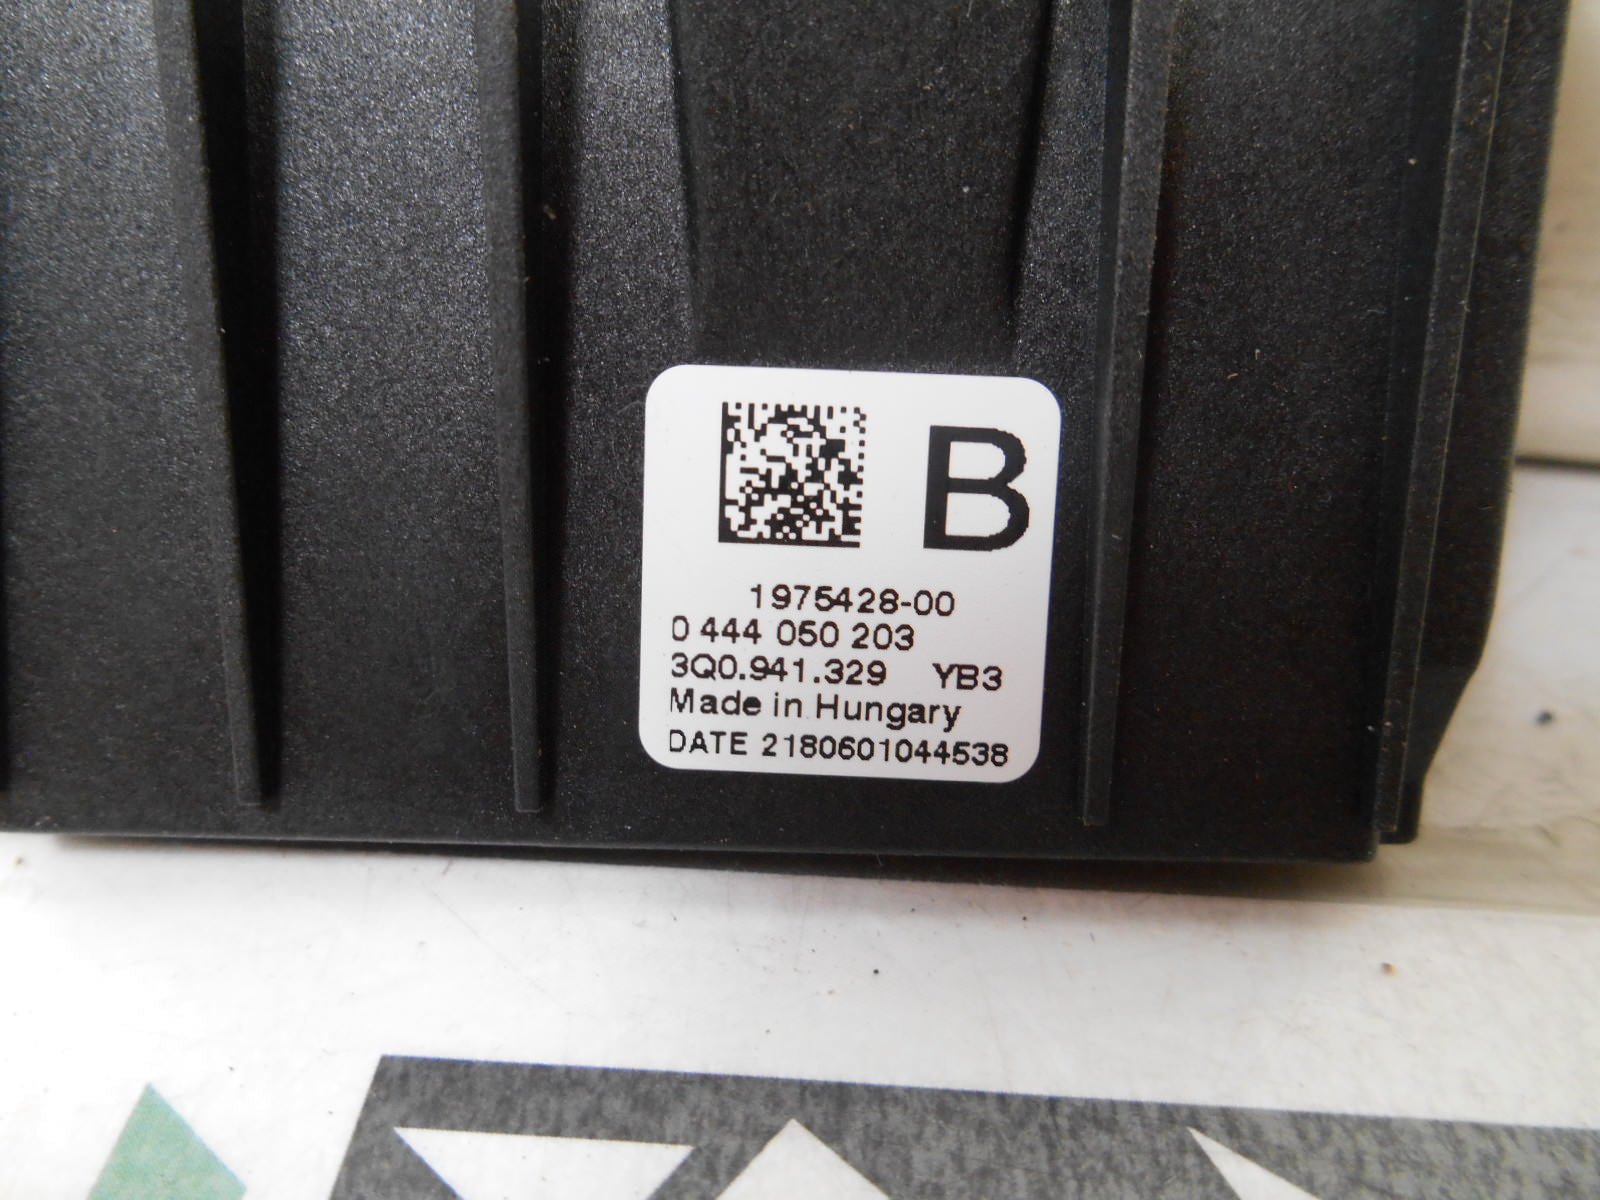 B
1975428-00
0 444 050 203
3Q0.941.329 YB3
Made in Hungary
DATE 2180601044538